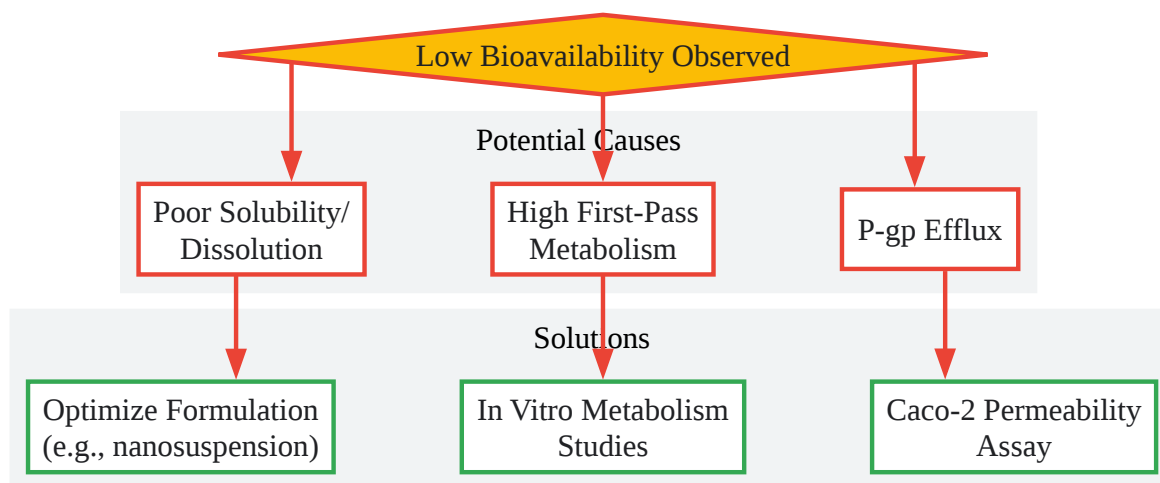 Low Bioavailability Observed
Potential Causes
Poor Solubility/
Dissolution
High First-Pass
Metabolism
P-gp Efflux
Solutions
Optimize Formulation
(e.g., nanosuspension)
In Vitro Metabolism
Studies
Caco-2 Permeability
Assay